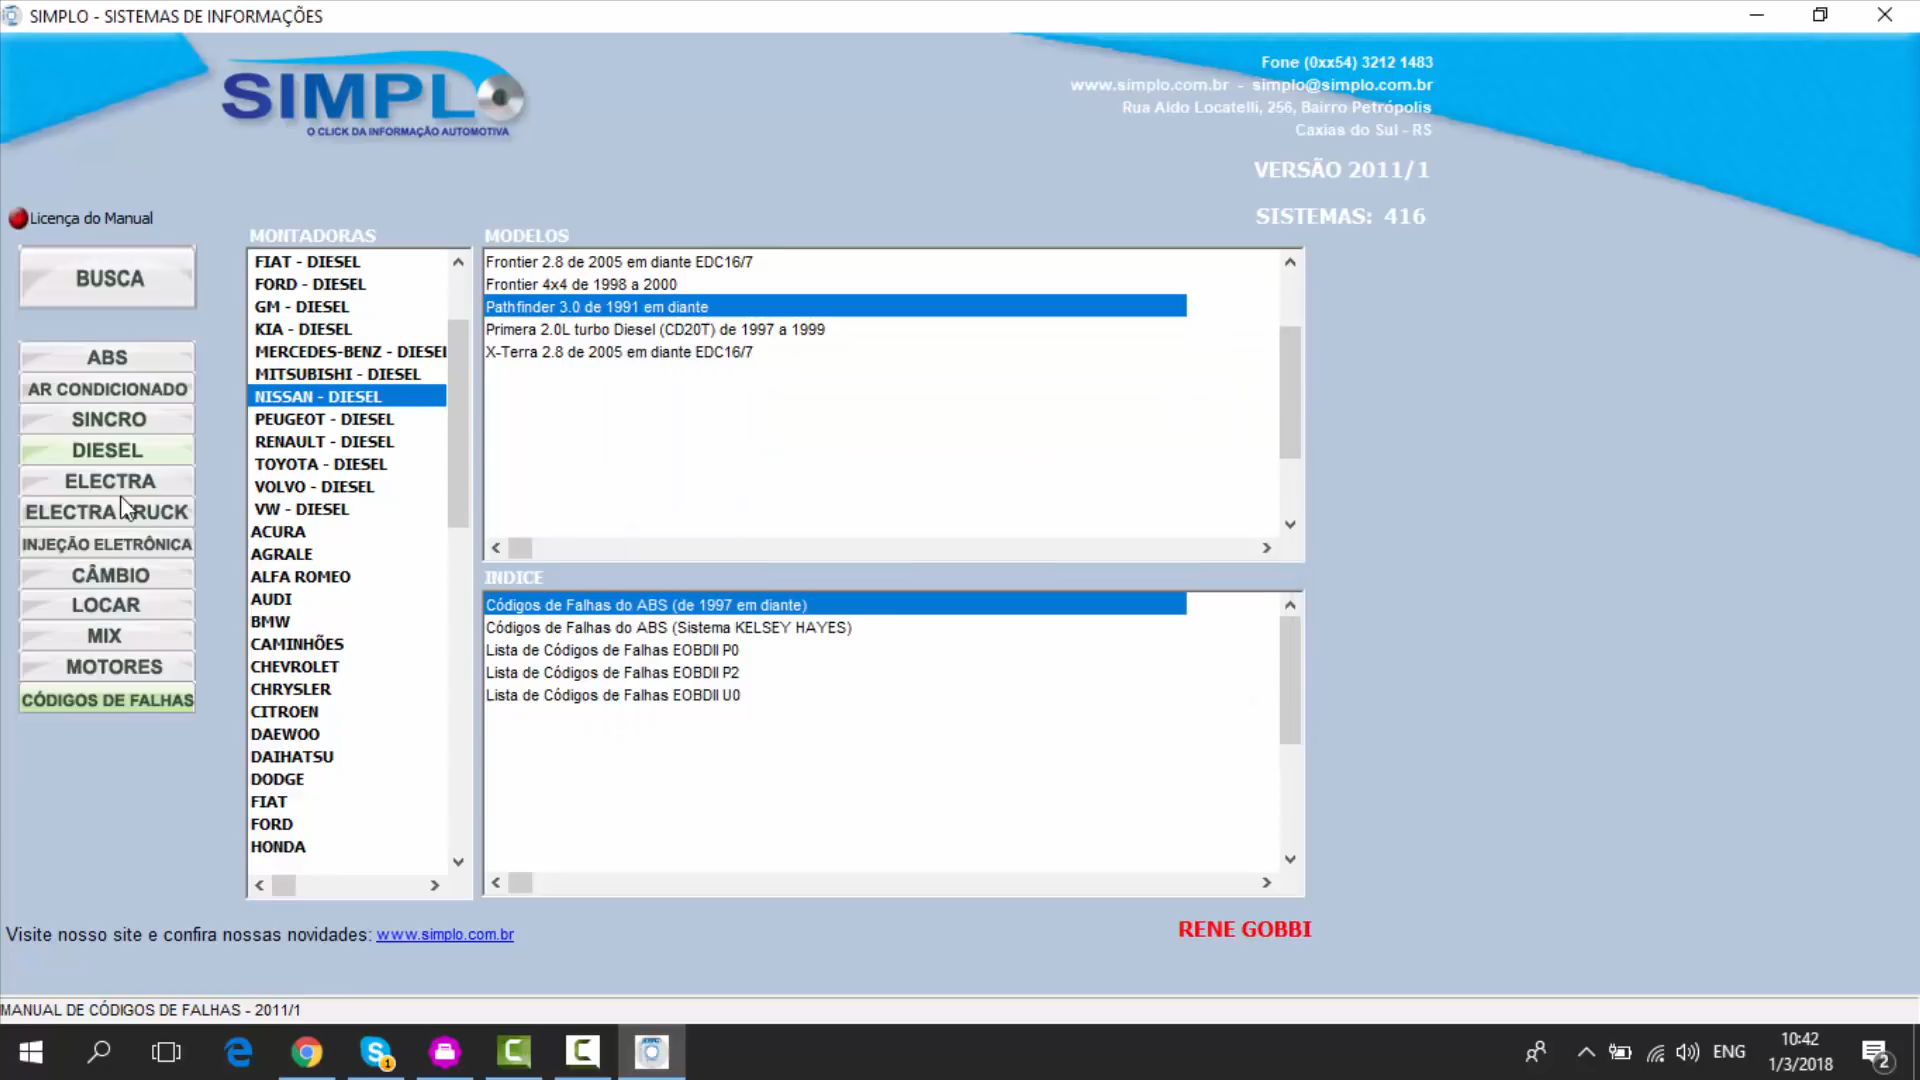 SIMPLO - SISTEMAS DE INFORMAÇÕES
SIMPLO
O CLICK DA INFORMAÇÃO AUTOMOTIVA
Fone (0xx54) 3212 1483
www.simplo.com.br - simplo@simplo.com.br
Rua Aldo Locatelli, 256, Bairro Petrópolis
Caxias do Sul - RS
VERSÃO 2011/1
SISTEMAS: 416
Licença do Manual
BUSCA
ABS
AR CONDICIONADO
SINCRO
DIESEL
ELECTRA
ELECTRA TRUCK
INJEÇÃO ELETRÔNICA
CÂMBIO
LOCAR
MIX
MOTORES
CÓDIGOS DE FALHAS
MONTADORAS
FIAT - DIESEL
FORD - DIESEL
GM - DIESEL
KIA - DIESEL
MERCEDES-BENZ - DIESEL
MITSUBISHI - DIESEL
NISSAN - DIESEL
PEUGEOT - DIESEL
RENAULT - DIESEL
TOYOTA - DIESEL
VOLVO - DIESEL
VW - DIESEL
ACURA
AGRALE
ALFA ROMEO
AUDI
BMW
CAMINHÕES
CHEVROLET
CHRYSLER
CITROEN
DAEWOO
DAIHATSU
DODGE
FIAT
FORD
HONDA
MODELOS
Frontier 2.8 de 2005 em diante EDC16/7
Frontier 4x4 de 1998 a 2000
Pathfinder 3.0 de 1991 em diante
Primera 2.0L turbo Diesel (CD20T) de 1997 a 1999
X-Terra 2.8 de 2005 em diante EDC16/7
INDICE
Códigos de Falhas do ABS (de 1997 em diante)
Códigos de Falhas do ABS (Sistema KELSEY HAYES)
Lista de Códigos de Falhas EOBDII P0
Lista de Códigos de Falhas EOBDII P2
Lista de Códigos de Falhas EOBDII U0
Visite nosso site e confira nossas novidades: www.simplo.com.br
RENE GOBBI
MANUAL DE CÓDIGOS DE FALHAS - 2011/1
ENG
10:42
1/3/2018
2